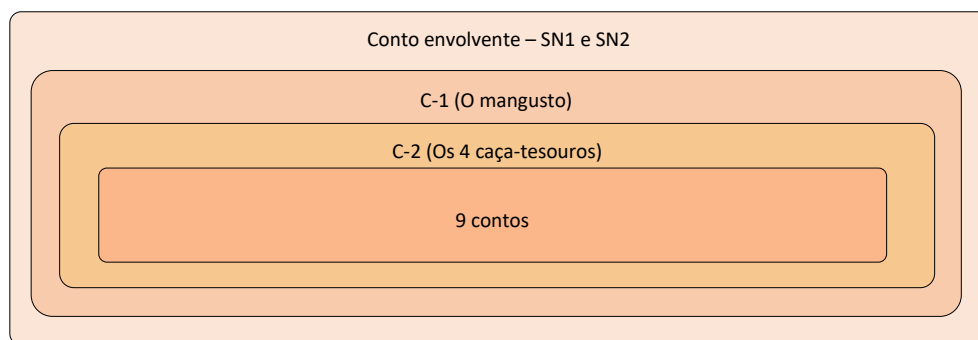 Conto envolvente – SN1 e SN2
C-1 (O mangusto)
C-2 (Os 4 caça-tesouros)
9 contos